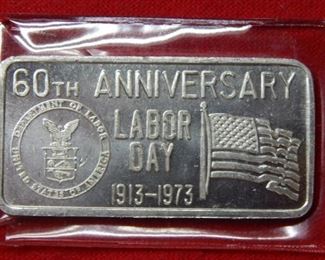 60TH ANNIVERSARY
LABOR
DAY
1913-1973
DEPARTMENT OF LABOR
UNITED STATES OF AMERICA